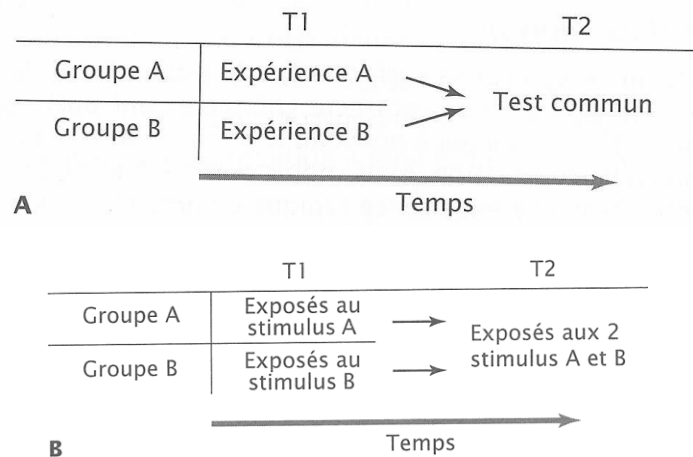 T1 T2
Groupe A Expérience A
Test commun
Groupe B Expérience B
Temps
A
T1 T2
Groupe A Exposés au
stimulus A
Exposés aux 2
stimulus A et B
Groupe B Exposés au
stimulus B
Temps
B